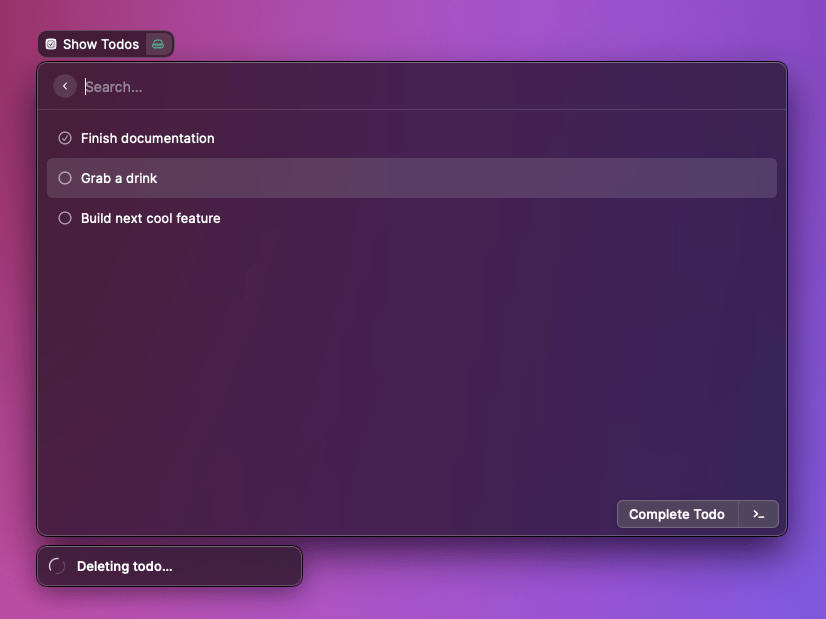 Show Todos
Search...
Finish documentation
Grab a drink
Build next cool feature
Complete Todo >_
Deleting todo...